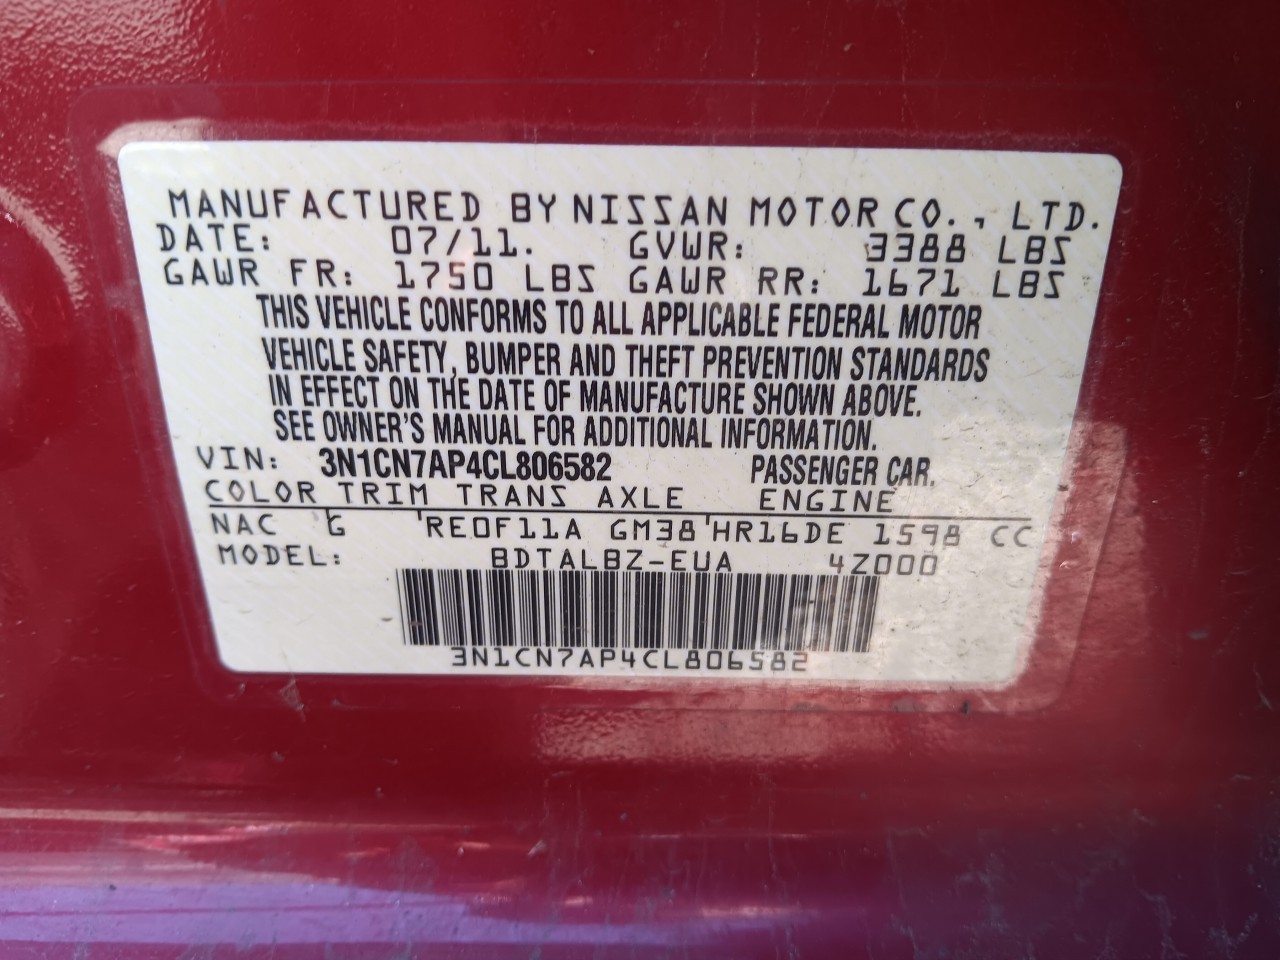 MANUFACTURED BY NISSAN MOTOR CO., LTD.
DATE: 07/11. GVWR: 3388 LBS
GAWR FR: 1750 LBS GAWR RR: 1671 LBS
THIS VEHICLE CONFORMS TO ALL APPLICABLE FEDERAL MOTOR
VEHICLE SAFETY, BUMPER AND THEFT PREVENTION STANDARDS
IN EFFECT ON THE DATE OF MANUFACTURE SHOWN ABOVE.
SEE OWNER'S MANUAL FOR ADDITIONAL INFORMATION.
VIN: 3N1CN7AP4CL806582 PASSENGER CAR.
COLOR TRIM TRANS AXLE ENGINE
NAC G 'RE0F11A GM38'HR16DE 1598 CC
MODEL: BDTALBZ-EUA 4Z000
3N1CN7AP4CL806582